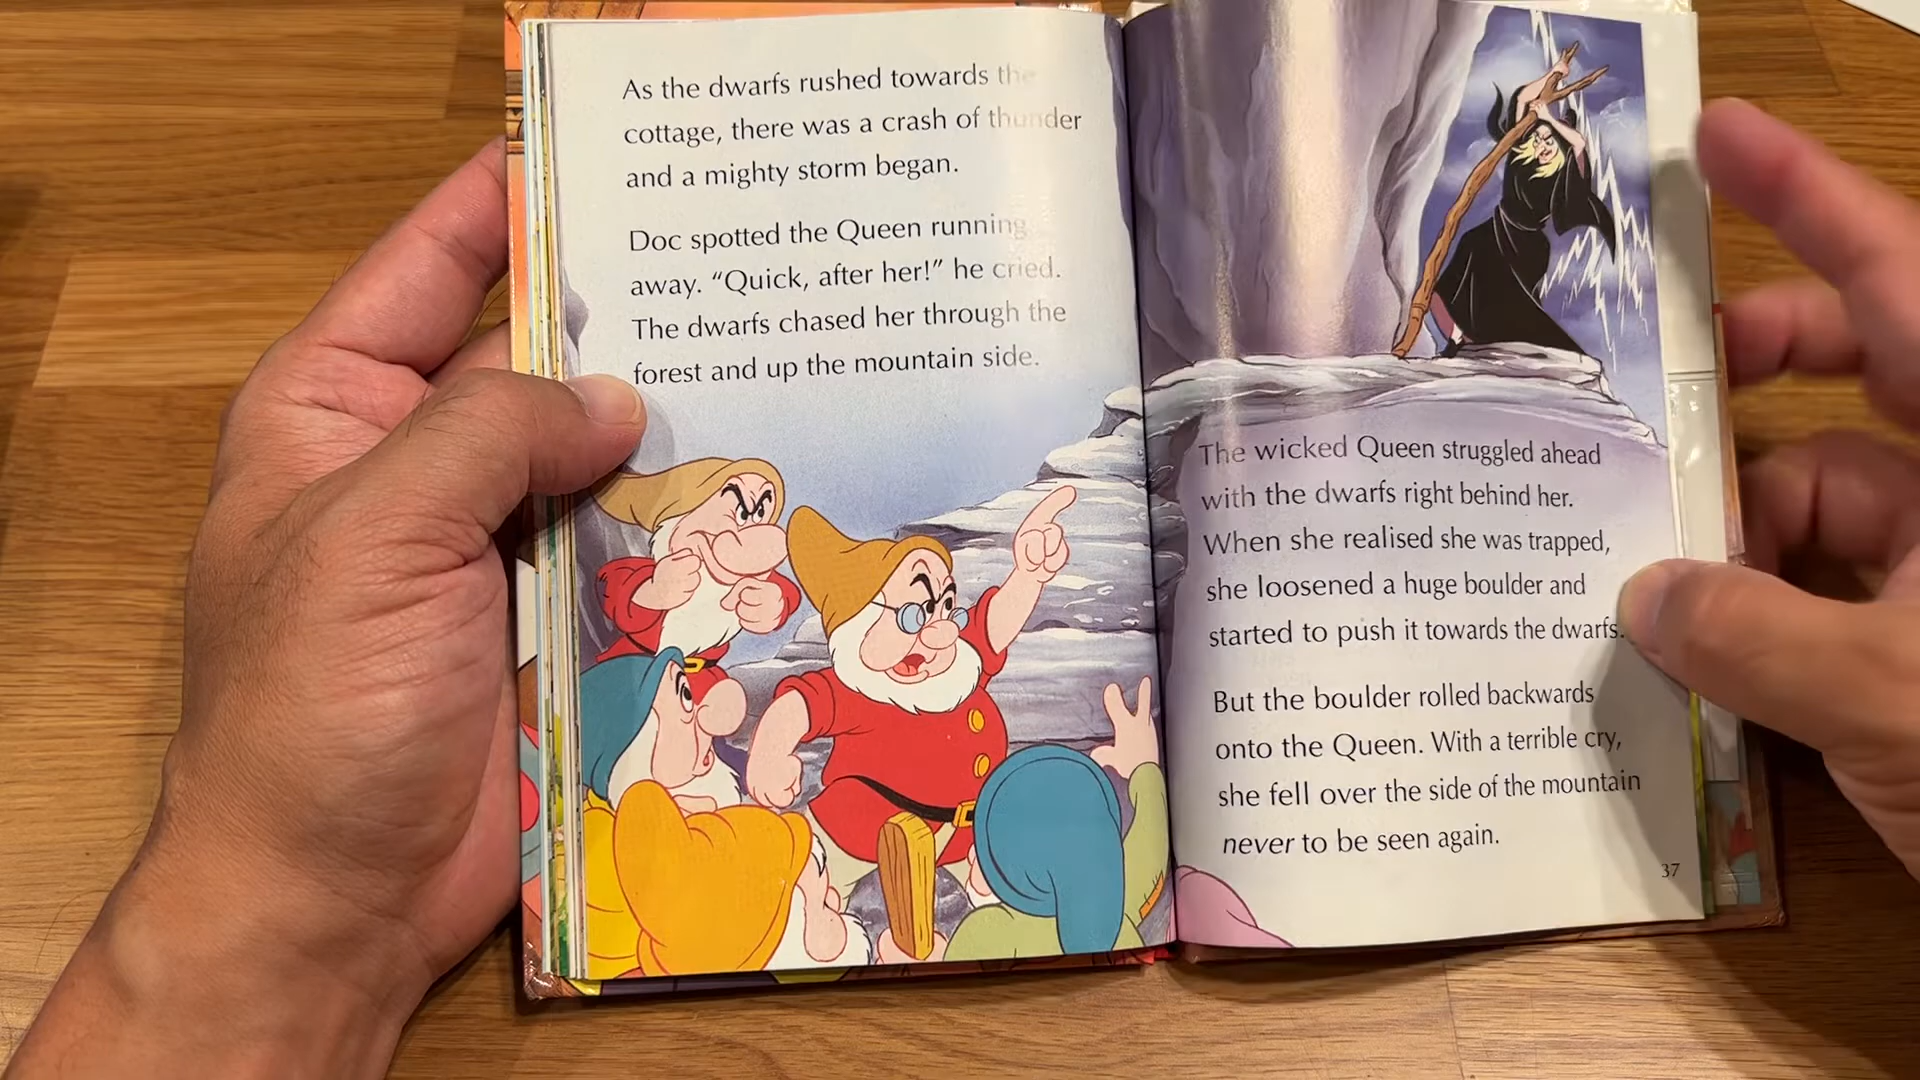 As the dwarfs rushed towards the
cottage, there was a crash of thunder
and a mighty storm began.
Doc spotted the Queen running
away. “Quick, after her!” he cried.
The dwarfs chased her through the
forest and up the mountain side.
The wicked Queen struggled ahead
with the dwarfs right behind her.
When she realised she was trapped,
she loosened a huge boulder and
started to push it towards the dwarfs.
But the boulder rolled backwards
onto the Queen. With a terrible cry,
she fell over the side of the mountain
never to be seen again.
37